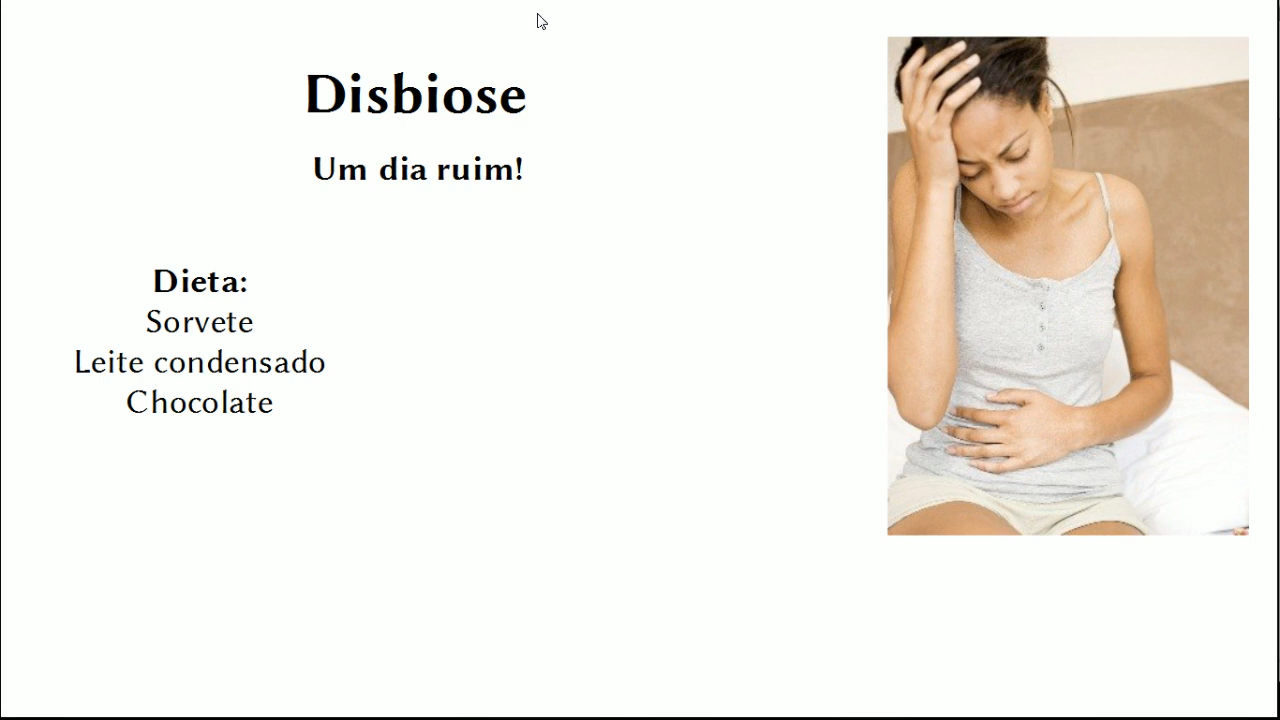 Disbiose
Um dia ruim!
Dieta:
Sorvete
Leite condensado
Chocolate